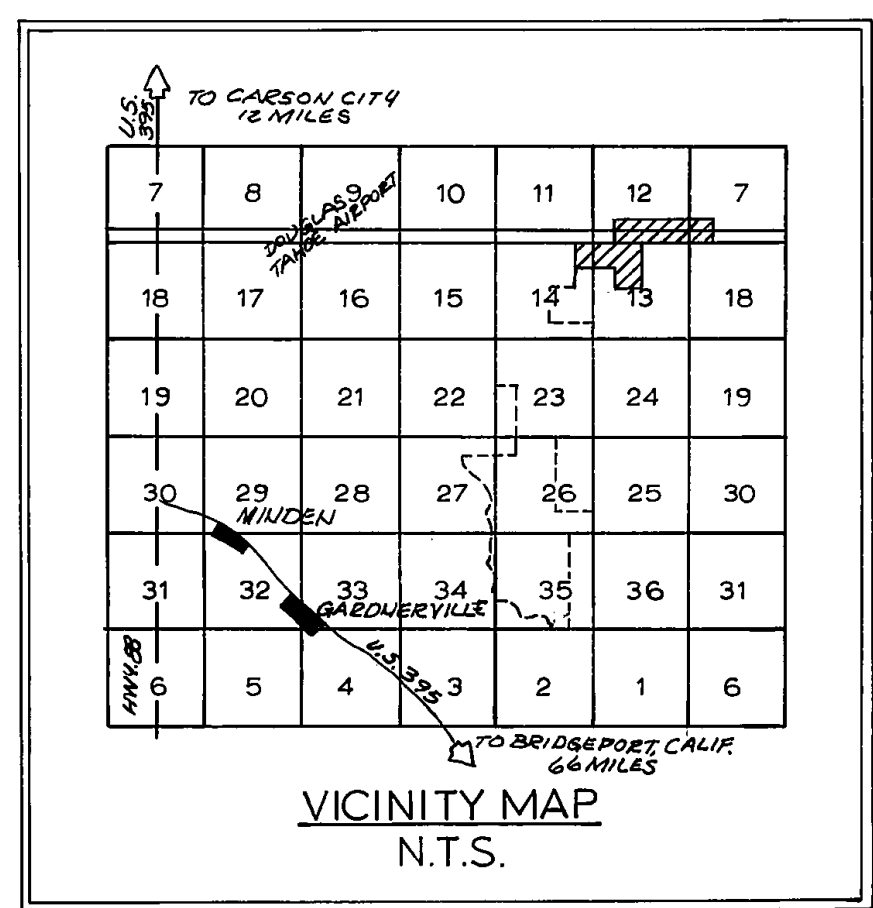 U.S.
395
TO CARSON CITY
12 MILES
7 8 9 10 11 12 7
DOUGLASS
TAHOE AIRPORT
18 17 16 15 14 13 18
19 20 21 22 23 24 19
30 29 28 27 26 25 30
MINDEN
31 32 33 34 35 36 31
GARDNERVILLE
HWY. 88
6 5 4 3 2 1 6
U.S. 395
TO BRIDGEPORT, CALIF.
66 MILES
VICINITY MAP
N.T.S.